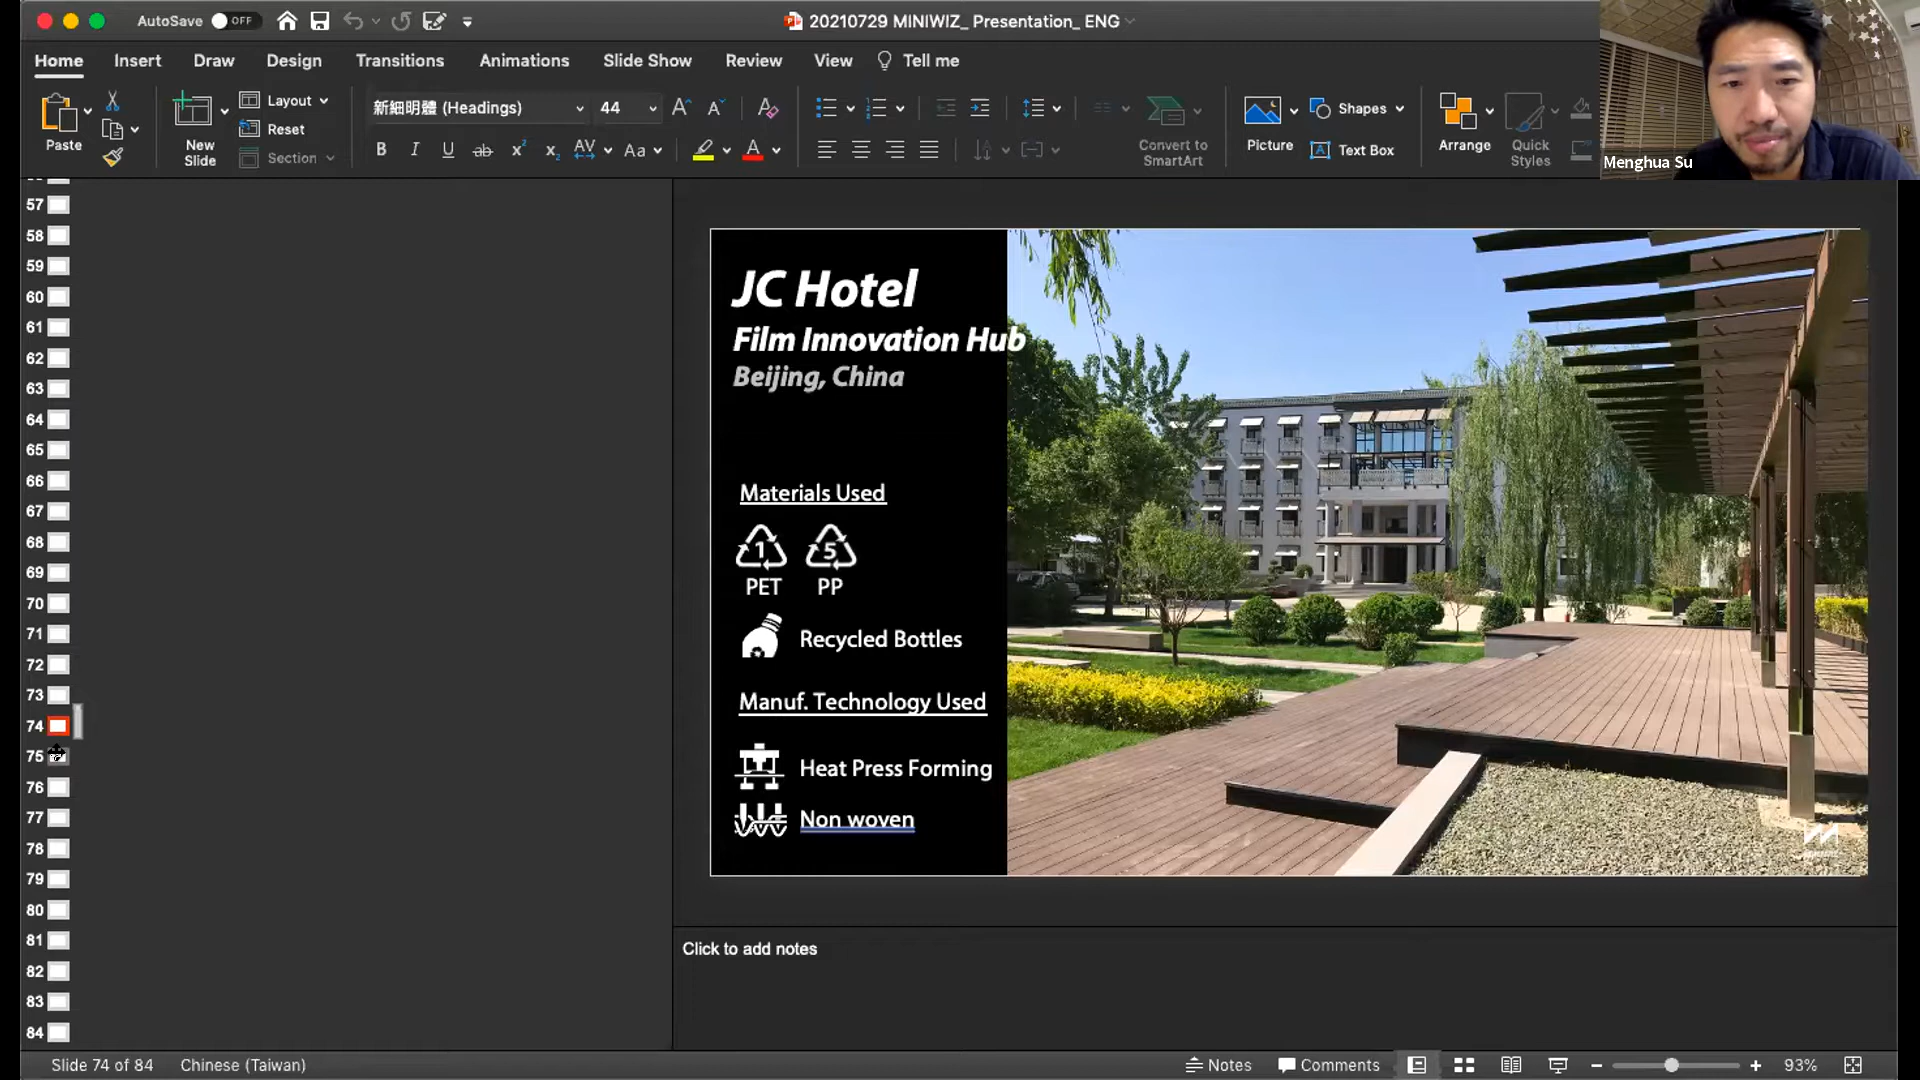 AutoSave OFF
20210729 MINIWIZ_ Presentation_ ENG
Home Insert Draw Design Transitions Animations Slide Show Review View Tell me
Paste
New Slide
Layout
Reset
Section
新細明體 (Headings) 44
Convert to SmartArt
Picture
Shapes
Text Box
Arrange
Quick Styles
Menghua Su
57
58
59
60
61
62
63
64
65
66
67
68
69
70
71
72
73
74
75
76
77
78
79
80
81
82
83
84
JC Hotel
Film Innovation Hub
Beijing, China
Materials Used
1 5
PET PP
Recycled Bottles
Manuf. Technology Used
Heat Press Forming
Non woven
Click to add notes
Slide 74 of 84 Chinese (Taiwan) Notes Comments 93%